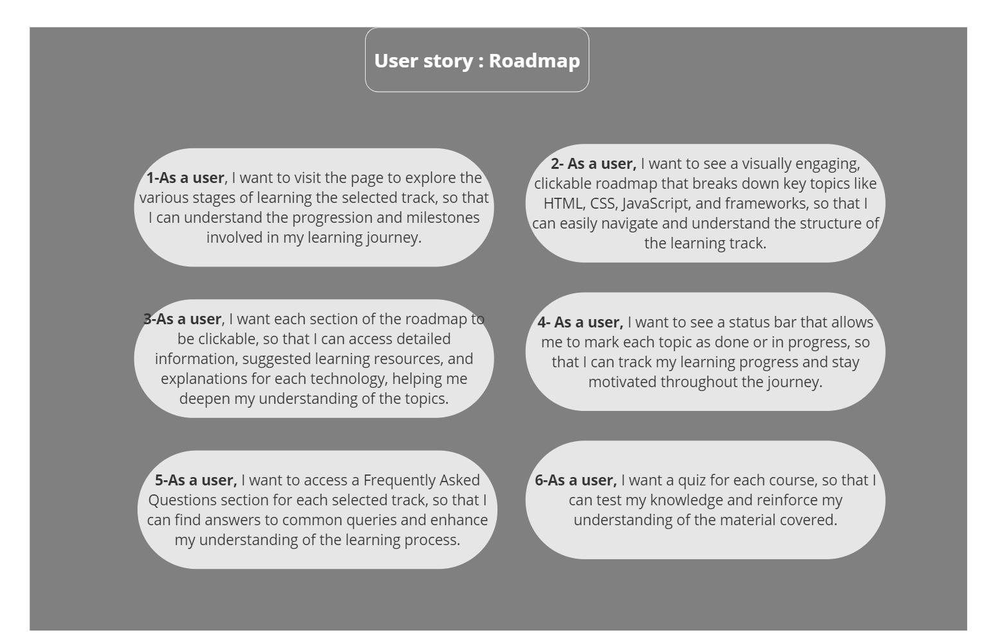 User story : Roadmap
1-As a user, I want to visit the page to explore the
various stages of learning the selected track, so that
I can understand the progression and milestones
involved in my learning journey.
2- As a user, I want to see a visually engaging,
clickable roadmap that breaks down key topics like
HTML, CSS, JavaScript, and frameworks, so that I
can easily navigate and understand the structure of
the learning track.
3-As a user, I want each section of the roadmap to
be clickable, so that I can access detailed
information, suggested learning resources, and
explanations for each technology, helping me
deepen my understanding of the topics.
4- As a user, I want to see a status bar that allows
me to mark each topic as done or in progress, so
that I can track my learning progress and stay
motivated throughout the journey.
5-As a user, I want to access a Frequently Asked
Questions section for each selected track, so that I
can find answers to common queries and enhance
my understanding of the learning process.
6-As a user, I want a quiz for each course, so that I
can test my knowledge and reinforce my
understanding of the material covered.